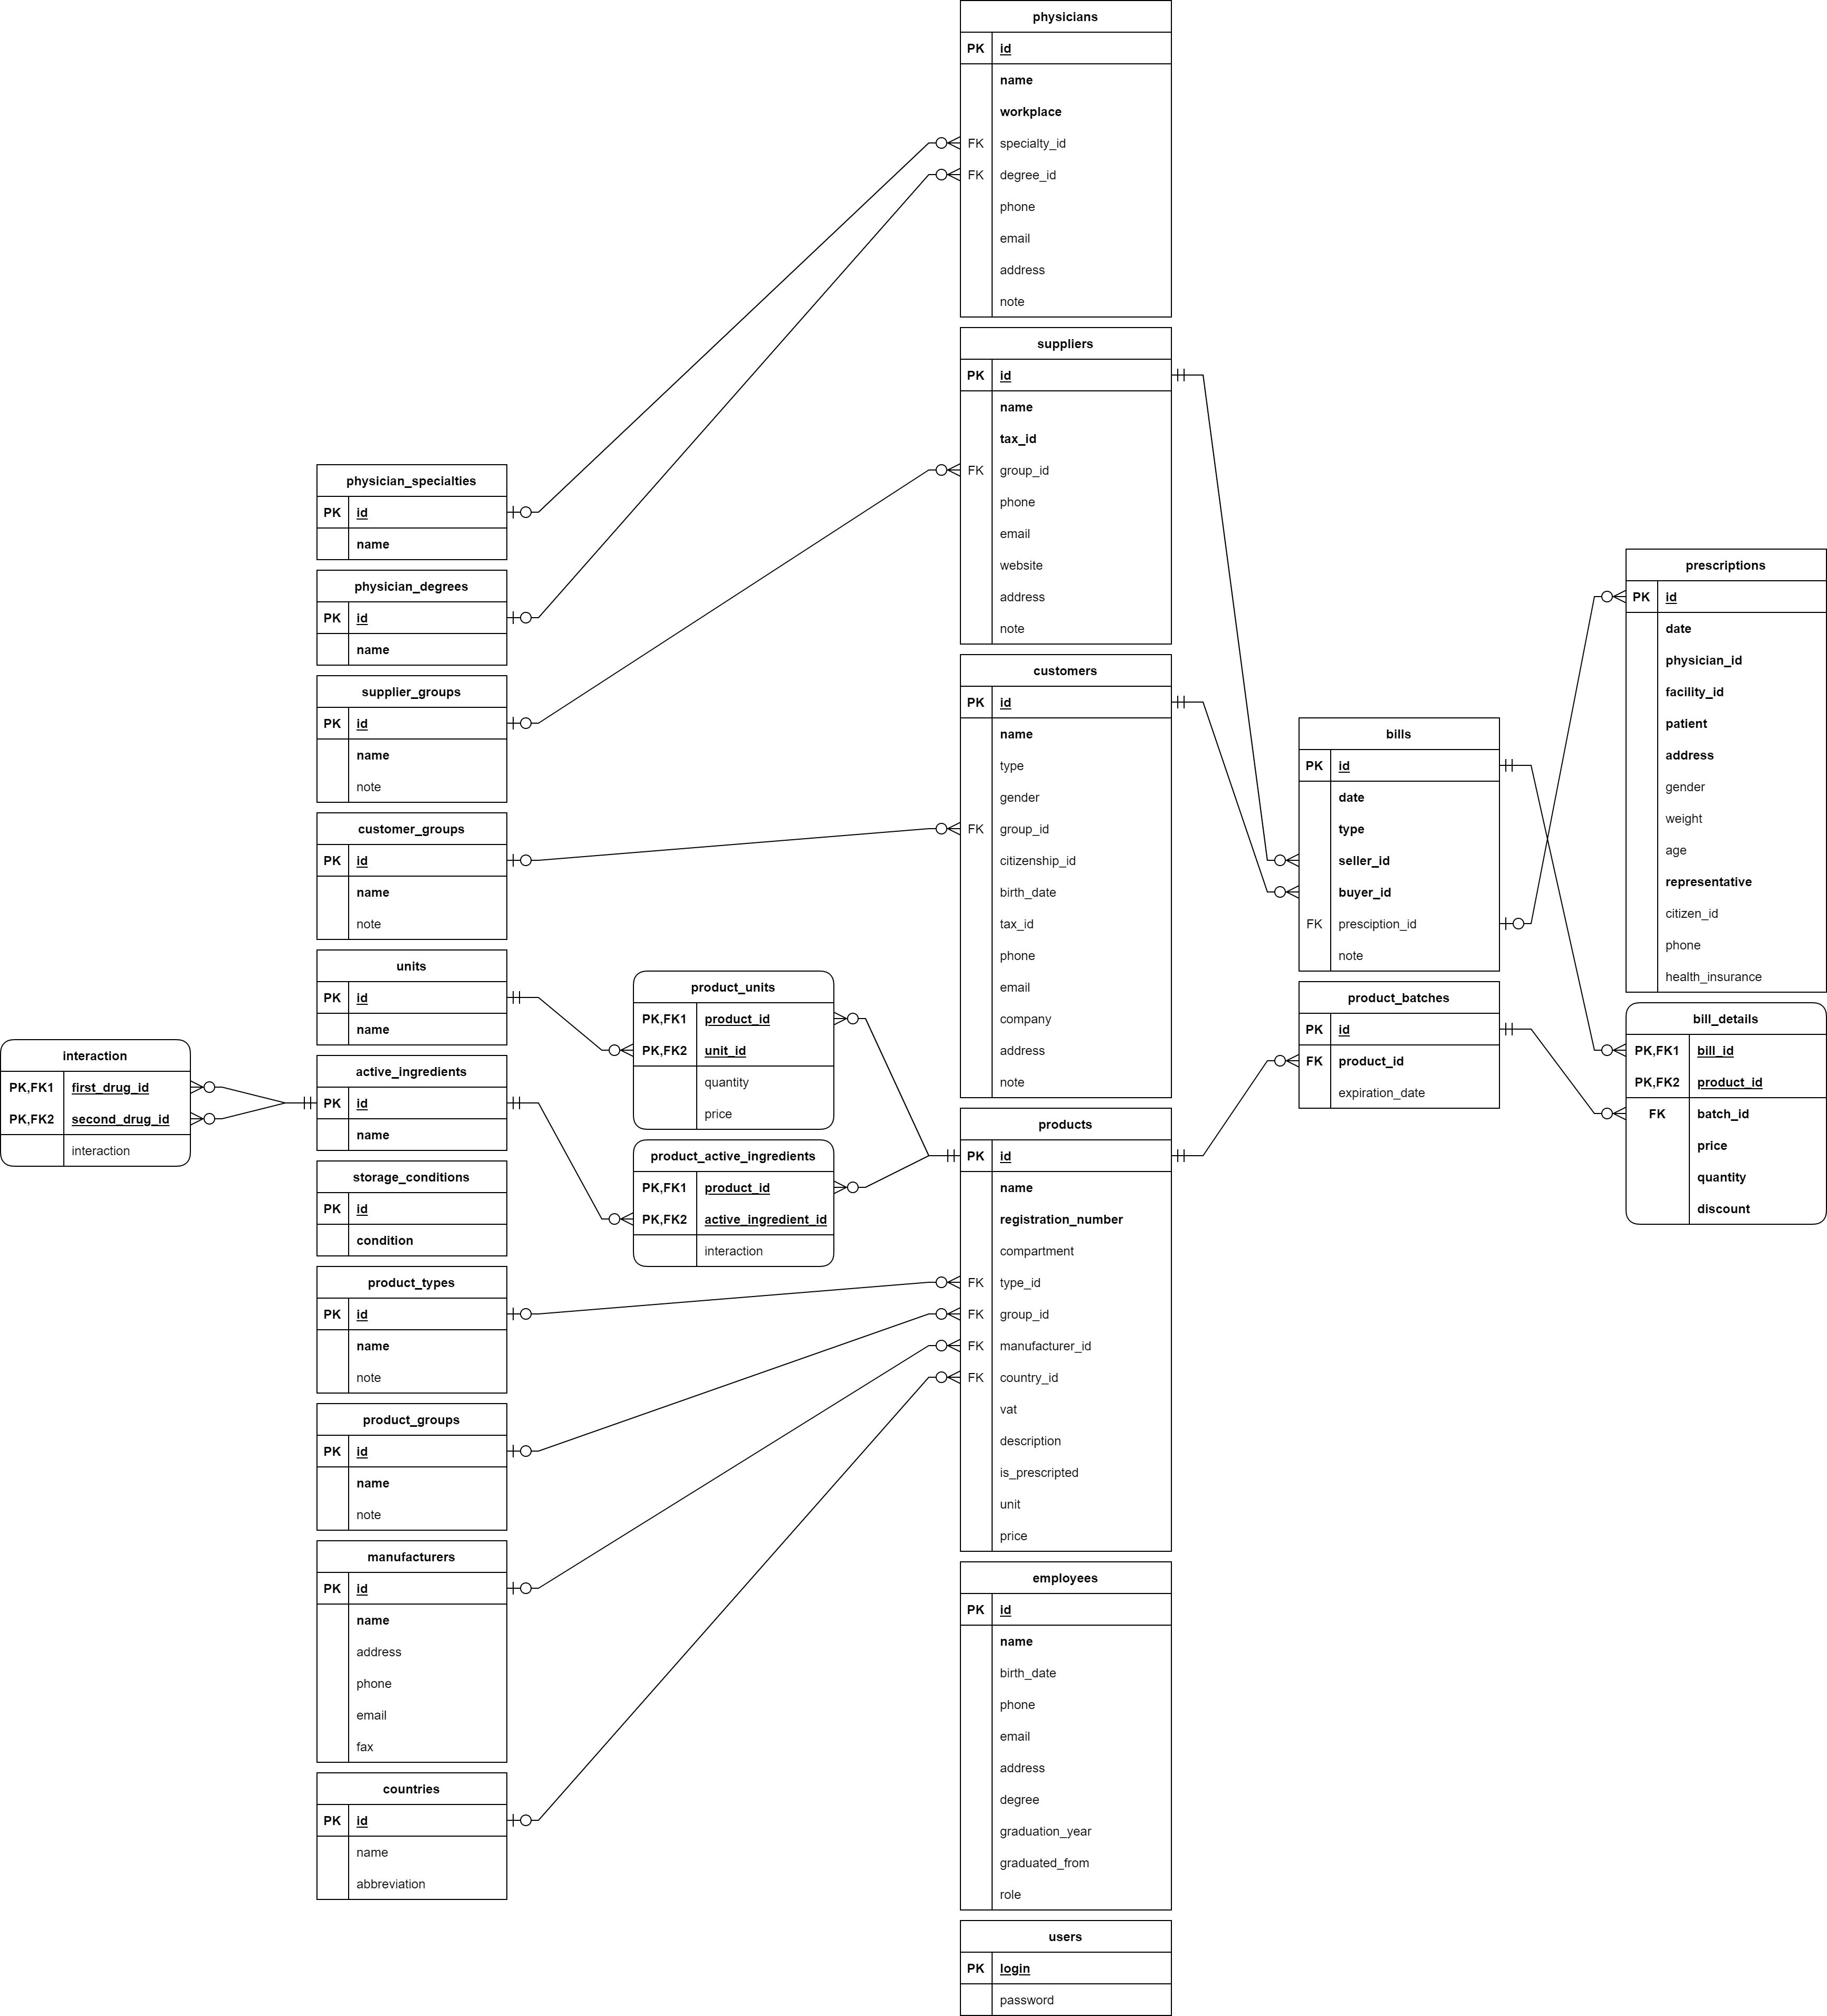 physicians
PK id
name
workplace
FK specialty_id
FK degree_id
phone
email
address
note
suppliers
PK id
name
tax_id
FK group_id
phone
email
website
address
note
customers
PK id
name
type
gender
FK group_id
citizenship_id
birth_date
tax_id
phone
email
company
address
note
products
PK id
name
registration_number
compartment
FK type_id
FK group_id
FK manufacturer_id
FK country_id
vat
description
is_prescripted
unit
price
employees
PK id
name
birth_date
phone
email
address
degree
graduation_year
graduated_from
role
users
PK login
password
physician_specialties
PK id
name
physician_degrees
PK id
name
supplier_groups
PK id
name
note
customer_groups
PK id
name
note
units
PK id
name
active_ingredients
PK id
name
storage_conditions
PK id
condition
product_types
PK id
name
note
product_groups
PK id
name
note
manufacturers
PK id
name
address
phone
email
fax
countries
PK id
name
abbreviation
interaction
PK,FK1 first_drug_id
PK,FK2 second_drug_id
interaction
product_units
PK,FK1 product_id
PK,FK2 unit_id
quantity
price
product_active_ingredients
PK,FK1 product_id
PK,FK2 active_ingredient_id
interaction
bills
PK id
date
type
seller_id
buyer_id
FK presciption_id
note
product_batches
PK id
FK product_id
expiration_date
prescriptions
PK id
date
physician_id
facility_id
patient
address
gender
weight
age
representative
citizen_id
phone
health_insurance
bill_details
PK,FK1 bill_id
PK,FK2 product_id
FK batch_id
price
quantity
discount